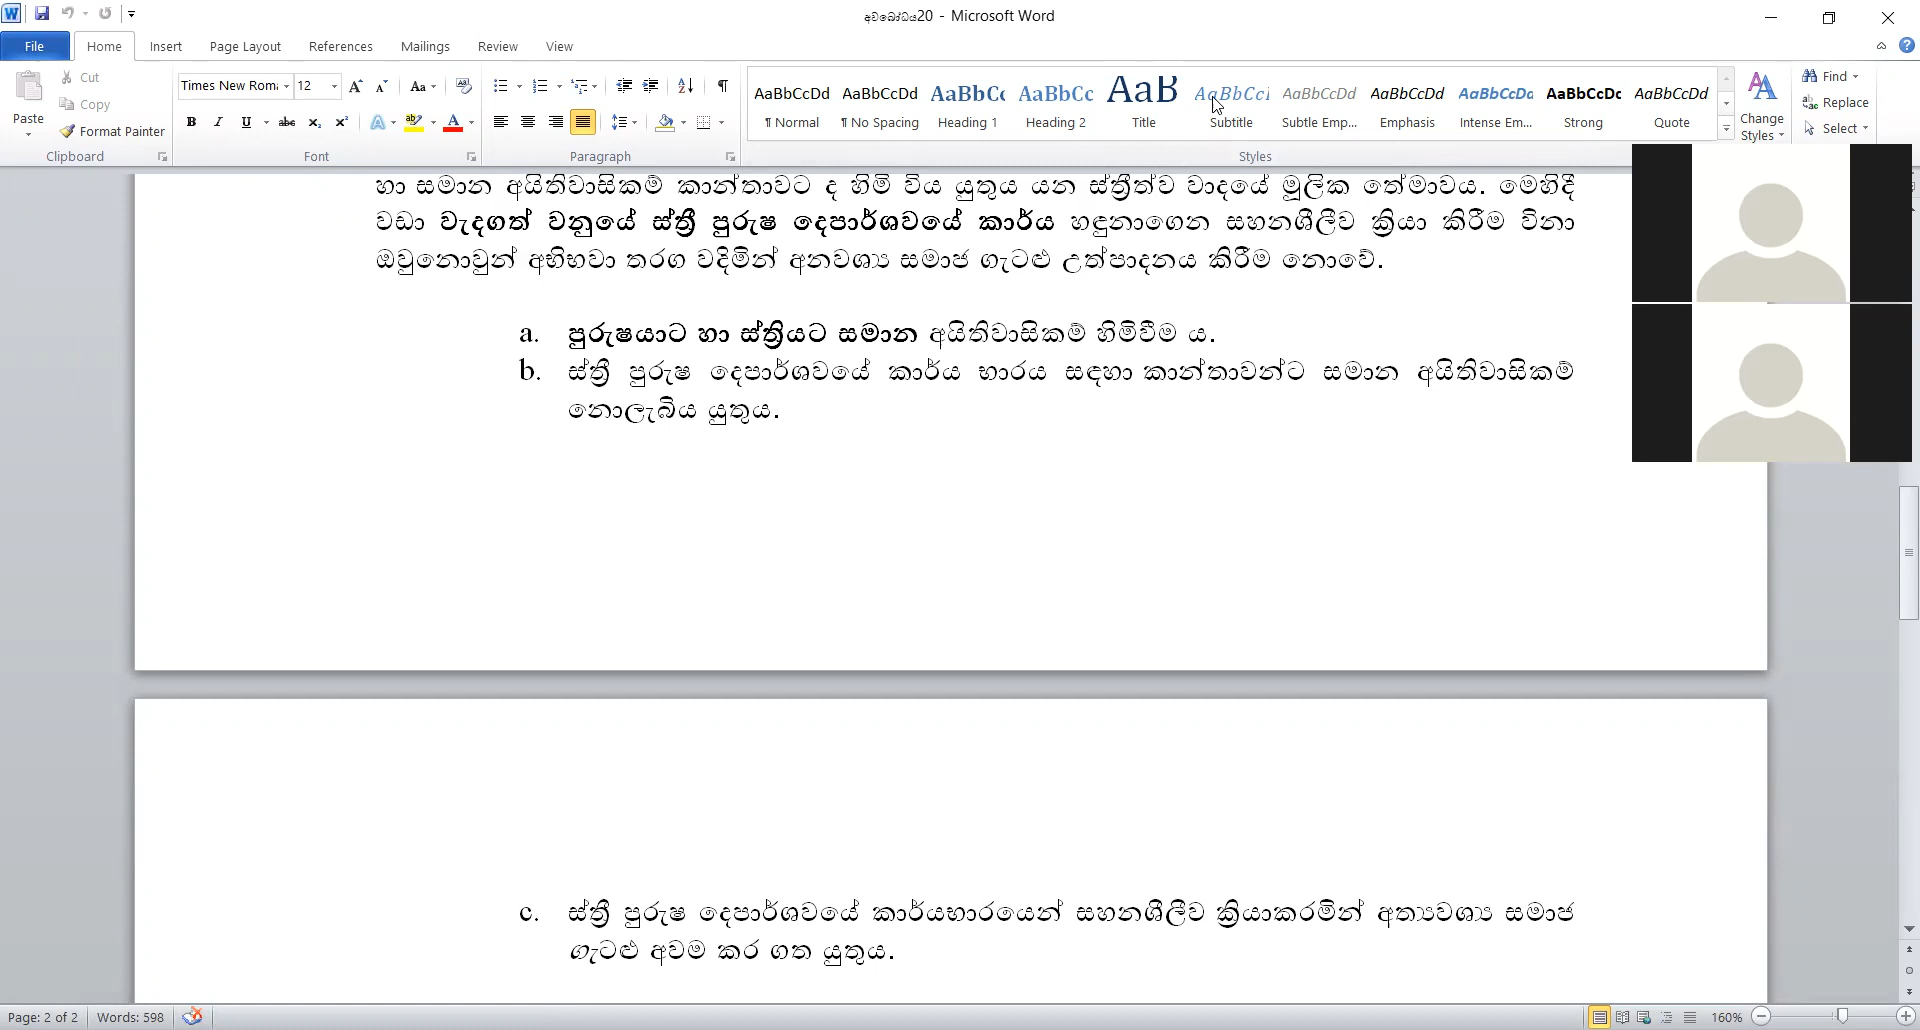 අවබෝධය20 - Microsoft Word
File Home Insert Page Layout References Mailings Review View
Cut
Copy
Format Painter
Paste
Clipboard
Times New Rom 12
Font
Paragraph
AaBbCcDd AaBbCcDd AaBbCc AaBbCc AaB AaBbCcI AaBbCcDd AaBbCcDd AaBbCcDd AaBbCcDc AaBbCcDd
¶ Normal ¶ No Spacing Heading 1 Heading 2 Title Subtitle Subtle Emp... Emphasis Intense Em... Strong Quote
Styles
Change Styles
Find
Replace
Select
හා සමාන අයිතිවාසිකම් කාන්තාවට ද හිමි විය යුතුය යන ස්ත්‍රීත්ව වාදයේ මූලික තේමාවය. මෙහිදී
වඩා වැදගත් වනුයේ ස්ත්‍රී පුරුෂ දෙපාර්ශවයේ කාර්ය හඳුනාගෙන සහනශීලීව ක්‍රියා කිරීම විනා
ඔවුනොවුන් අභිභවා තරග වදිමින් අනවශ්‍ය සමාජ ගැටළු උත්පාදනය කිරීම නොවේ.
a. පුරුෂයාට හා ස්ත්‍රියට සමාන අයිතිවාසිකම් හිමිවීම ය.
b. ස්ත්‍රී පුරුෂ දෙපාර්ශවයේ කාර්ය භාරය සඳහා කාන්තාවන්ට සමාන අයිතිවාසිකම්
නොලැබිය යුතුය.
c. ස්ත්‍රී පුරුෂ දෙපාර්ශවයේ කාර්යභාරයෙන් සහනශීලීව ක්‍රියාකරමින් අත්‍යවශ්‍ය සමාජ
ගැටළු අවම කර ගත යුතුය.
Page: 2 of 2 Words: 598 160%